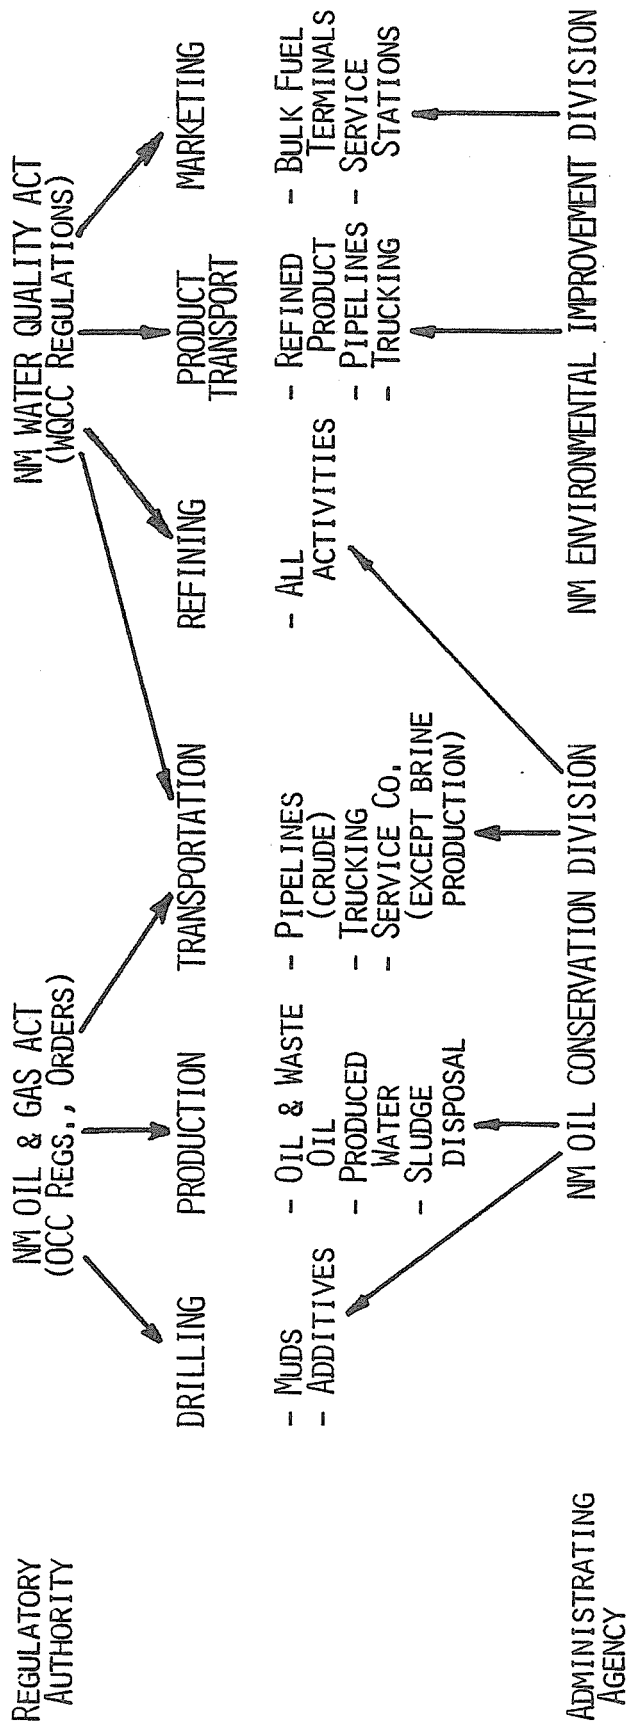 REGULATORY
AUTHORITY
NM OIL & GAS ACT
(OCC REGS., ORDERS)
NM WATER QUALITY ACT
(WQCC REGULATIONS)
DRILLING
PRODUCTION
TRANSPORTATION
REFINING
PRODUCT
TRANSPORT
MARKETING
- MUDS
- ADDITIVES
- OIL & WASTE
OIL
- PRODUCED
WATER
- SLUDGE
DISPOSAL
- PIPELINES
(CRUDE)
- TRUCKING
- SERVICE CO.
(EXCEPT BRINE
PRODUCTION)
- ALL
ACTIVITIES
- REFINED
PRODUCT
- PIPELINES
- TRUCKING
- BULK FUEL
TERMINALS
- SERVICE
STATIONS
ADMINISTRATING
AGENCY
NM OIL CONSERVATION DIVISION
NM ENVIRONMENTAL IMPROVEMENT DIVISION